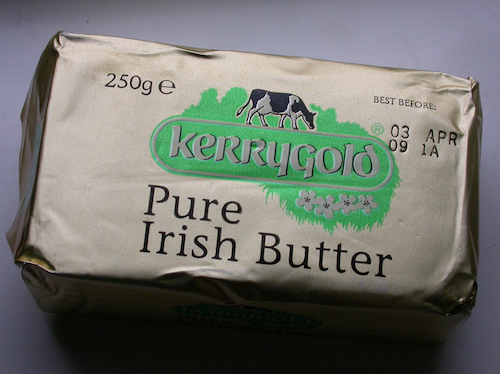 250g e
BEST BEFORE:
® 03 APR
09 1A
kerrygold
Pure
Irish Butter